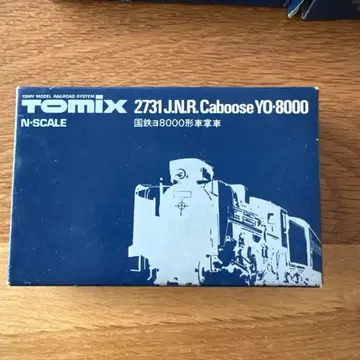 TOMY MODEL RAILROAD SYSTEM
TOMIX
N-SCALE
2731 J.N.R. Caboose YO-8000
国鉄ヨ8000形車掌車